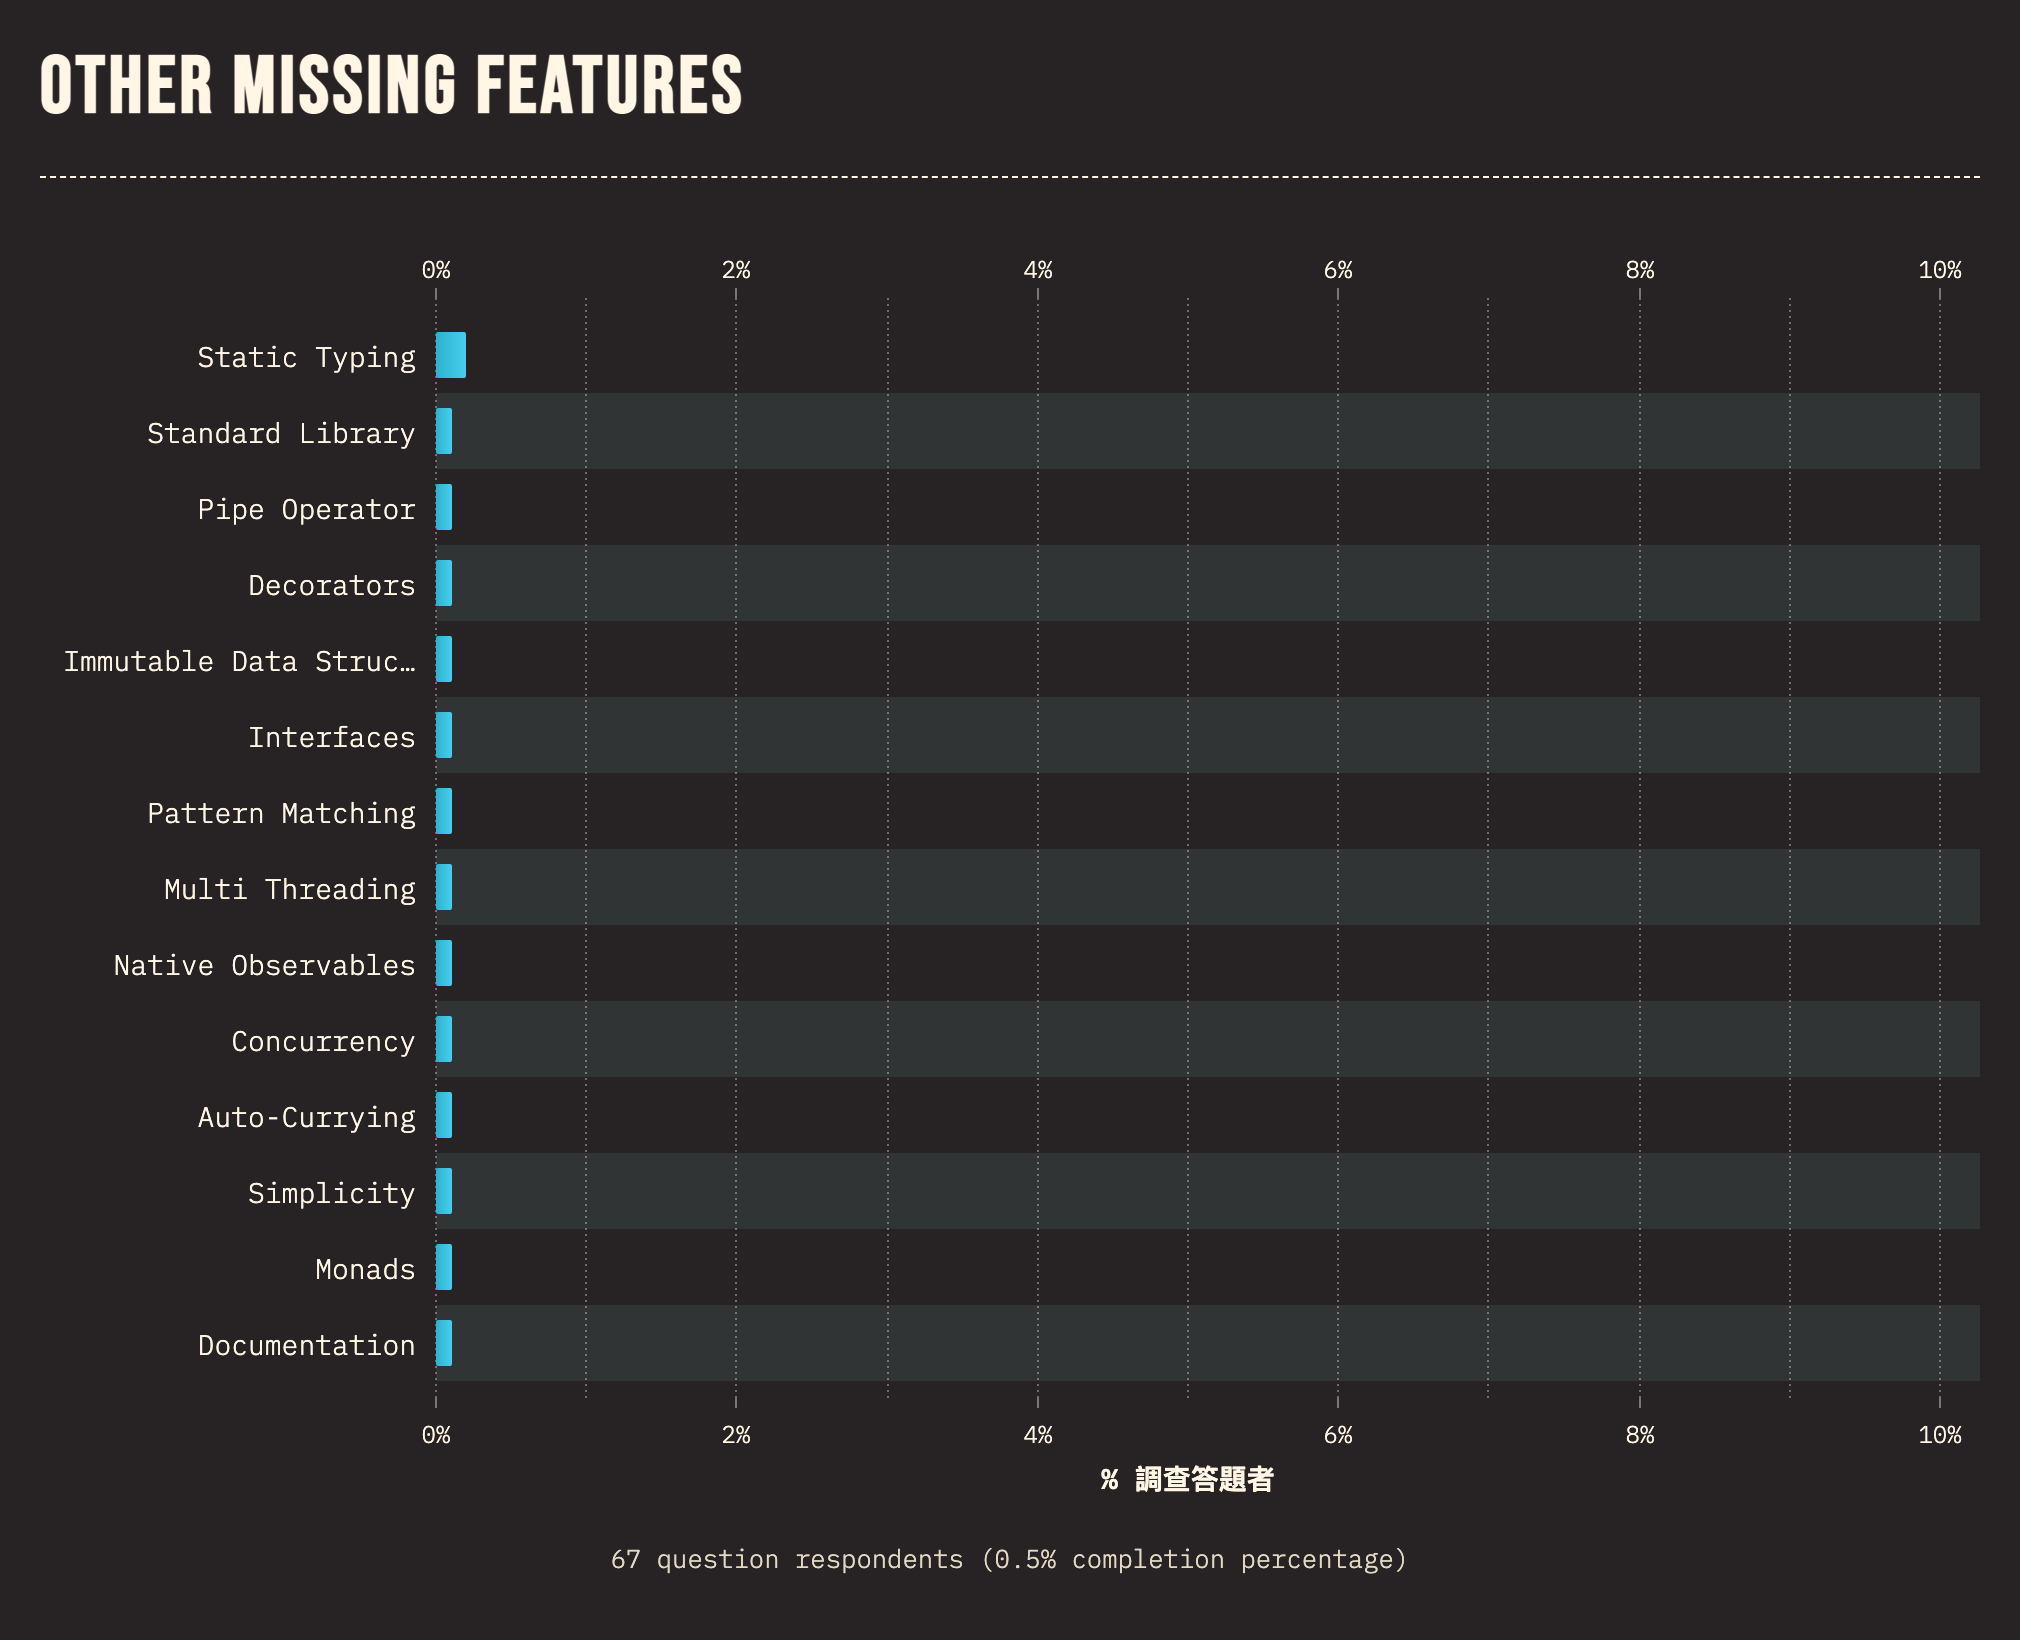 OTHER MISSING FEATURES
0% 2% 4% 6% 8% 10%
Static Typing
Standard Library
Pipe Operator
Decorators
Immutable Data Struc…
Interfaces
Pattern Matching
Multi Threading
Native Observables
Concurrency
Auto-Currying
Simplicity
Monads
Documentation
0% 2% 4% 6% 8% 10%
% 調查答題者
67 question respondents (0.5% completion percentage)